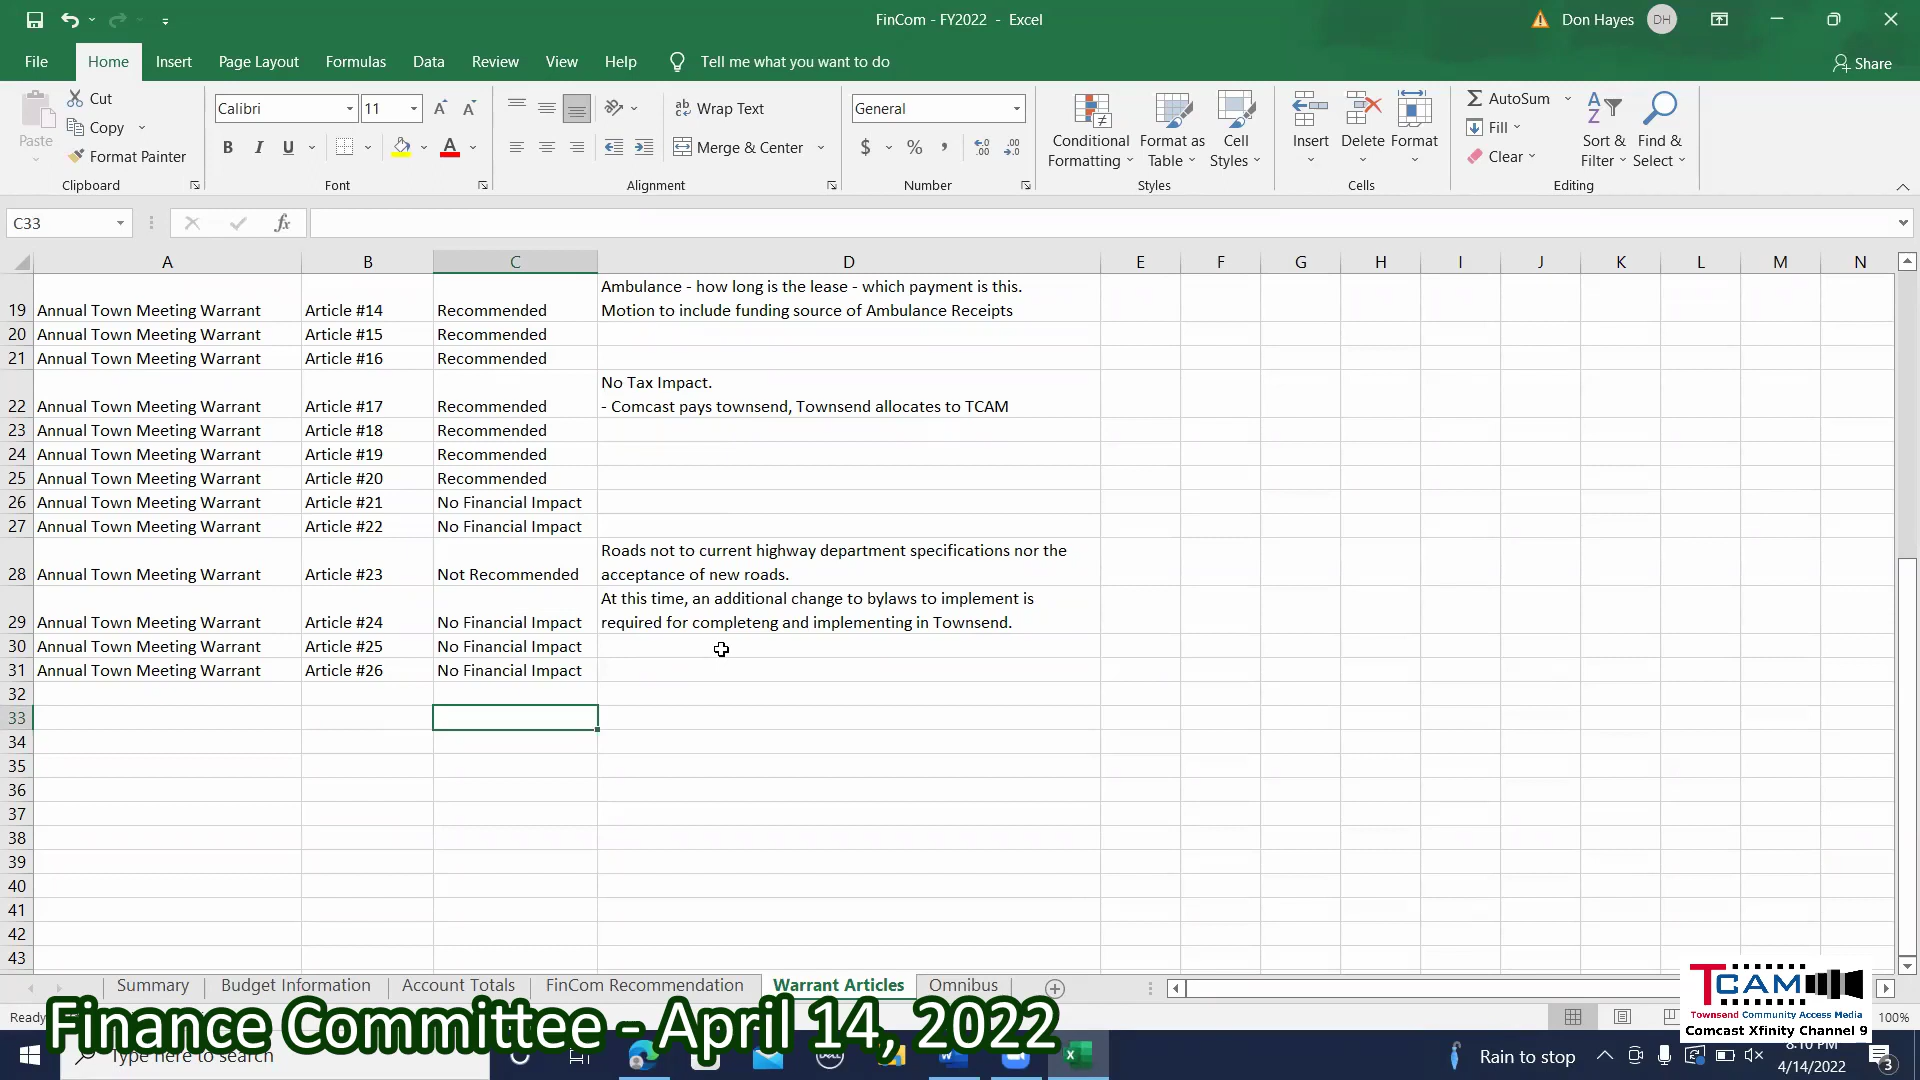 FinCom - FY2022 - Excel
Don Hayes
DH
File
Home
Insert
Page Layout
Formulas
Data
Review
View
Help
Tell me what you want to do
Share
Paste
Cut
Copy
Format Painter
Clipboard
Calibri
11
B I U
Font
Wrap Text
Merge & Center
Alignment
General
$ % ,
Number
Conditional Formatting
Format as Table
Cell Styles
Styles
Insert
Delete
Format
Cells
AutoSum
Fill
Clear
Sort & Filter
Find & Select
Editing
C33
fx
A B C D E F G H I J K L M N
Ambulance - how long is the lease - which payment is this.
19 Annual Town Meeting Warrant Article #14 Recommended Motion to include funding source of Ambulance Receipts
20 Annual Town Meeting Warrant Article #15 Recommended
21 Annual Town Meeting Warrant Article #16 Recommended
No Tax Impact.
22 Annual Town Meeting Warrant Article #17 Recommended - Comcast pays townsend, Townsend allocates to TCAM
23 Annual Town Meeting Warrant Article #18 Recommended
24 Annual Town Meeting Warrant Article #19 Recommended
25 Annual Town Meeting Warrant Article #20 Recommended
26 Annual Town Meeting Warrant Article #21 No Financial Impact
27 Annual Town Meeting Warrant Article #22 No Financial Impact
Roads not to current highway department specifications nor the
28 Annual Town Meeting Warrant Article #23 Not Recommended acceptance of new roads.
At this time, an additional change to bylaws to implement is
29 Annual Town Meeting Warrant Article #24 No Financial Impact required for completeng and implementing in Townsend.
30 Annual Town Meeting Warrant Article #25 No Financial Impact
31 Annual Town Meeting Warrant Article #26 No Financial Impact
32
33
34
35
36
37
38
39
40
41
42
43
Summary
Budget Information
Account Totals
FinCom Recommendation
Warrant Articles
Omnibus
Ready
100%
Finance Committee - April 14, 2022
TCAM
Townsend Community Access Media
Comcast Xfinity Channel 9
Type here to search
DELL
Rain to stop
8:10 PM
4/14/2022
3